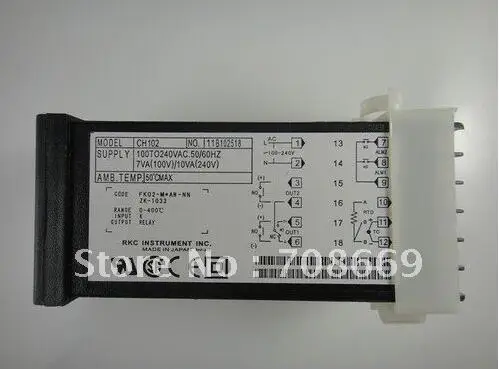 MODEL CH102 NO. 11B102518
SUPPLY 100TO240VAC.50/60HZ
7VA(100V)/10VA(240V)
AMB.TEMP. 50℃MAX
CODE FK02-M*AN-NN
ZK-1033
RANGE 0-400℃
INPUT K
OUTPUT RELAY
RKC INSTRUMENT INC.
MADE IN JAPAN
AC
L 1 13 7
100-240V ALM1
N 2 14 8
ALM2
3 15 9
NO OUT2
4 16 10
RTD
NO 5 17 11
NC OUT1 TC
6 18 12
Store No: 708669